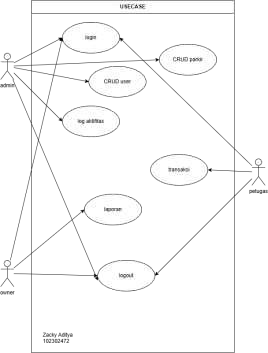 USECASE
login
CRUD parkir
admin
CRUD user
log aktifitas
transaksi
petugas
laporan
logout
owner
Zacky Aditya
102302472